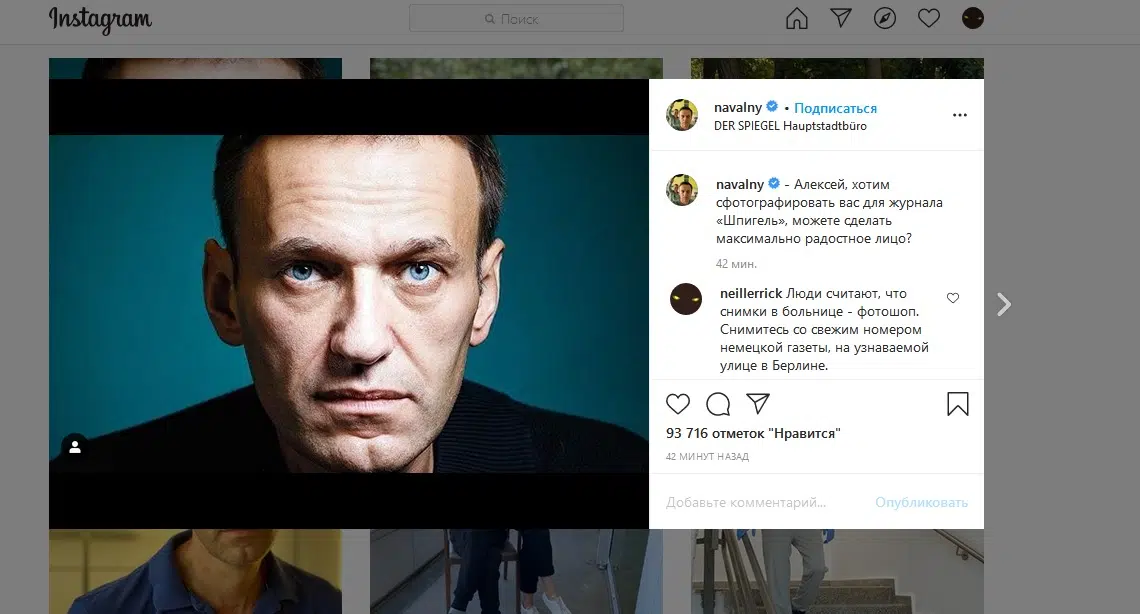 Instagram
Поиск
navalny • Подписаться
DER SPIEGEL Hauptstadtbüro
navalny - Алексей, хотим
сфотографировать вас для журнала
«Шпигель», можете сделать
максимально радостное лицо?
42 мин.
neillerrick Люди считают, что
снимки в больнице - фотошоп.
Снимитесь со свежим номером
немецкой газеты, на узнаваемой
улице в Берлине.
93 716 отметок "Нравится"
42 МИНУТ НАЗАД
Добавьте комментарий... Опубликовать